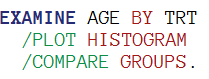 EXAMINE AGE BY TRT
/PLOT HISTOGRAM
/COMPARE GROUPS.